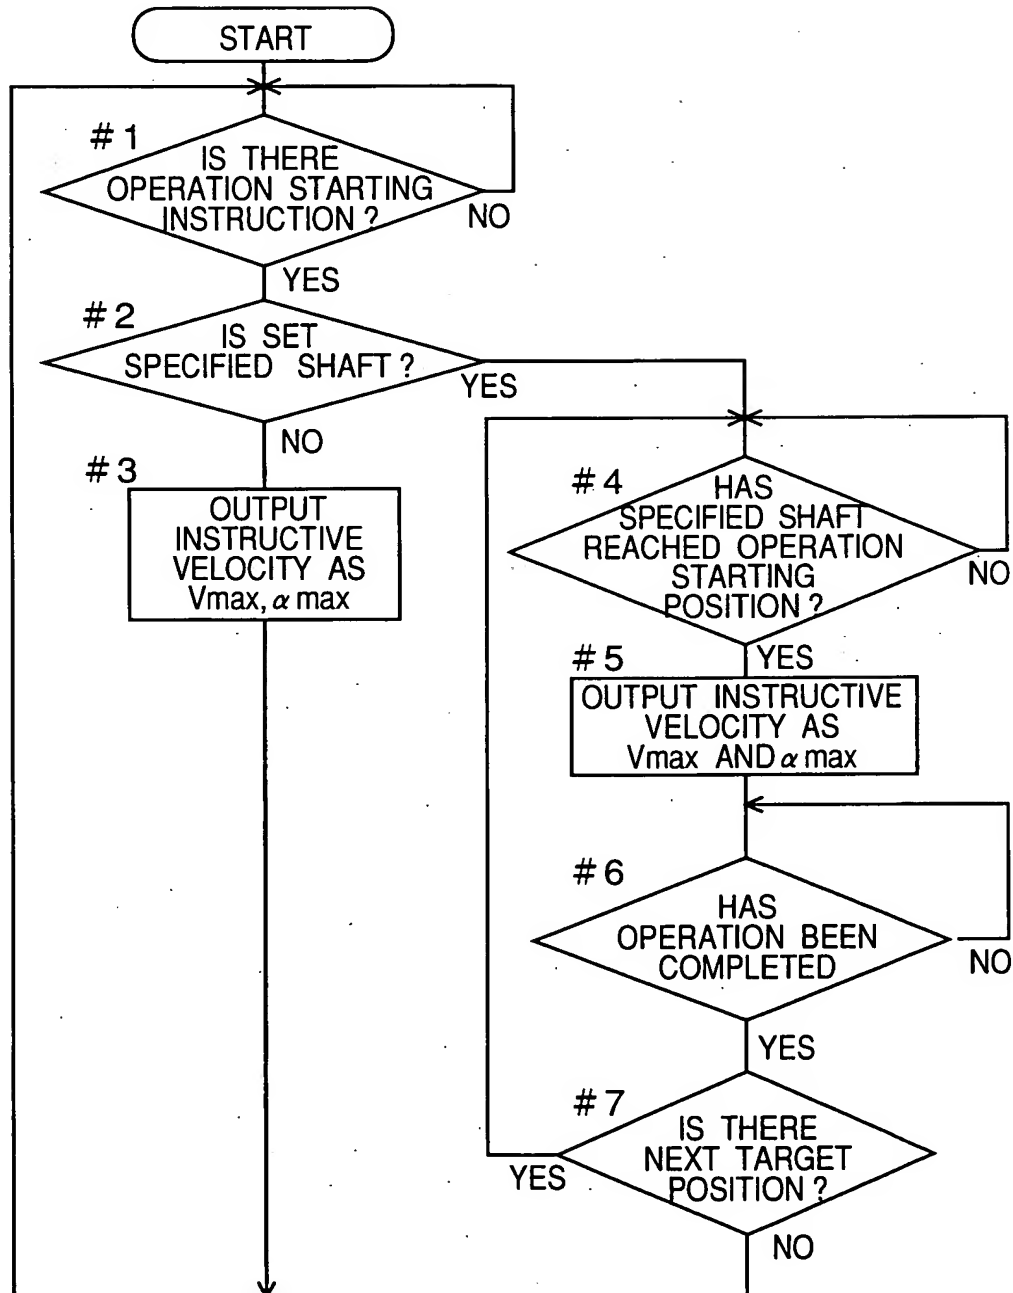 START
# 1
IS THERE
OPERATION STARTING
INSTRUCTION ?
NO
YES
# 2
IS SET
SPECIFIED SHAFT ?
YES
NO
# 3
OUTPUT
INSTRUCTIVE
VELOCITY AS
Vmax, α max
# 4
HAS
SPECIFIED SHAFT
REACHED OPERATION
STARTING
POSITION ?
NO
YES
# 5
OUTPUT INSTRUCTIVE
VELOCITY AS
Vmax AND α max
# 6
HAS
OPERATION BEEN
COMPLETED
NO
YES
# 7
IS THERE
NEXT TARGET
POSITION ?
YES
NO